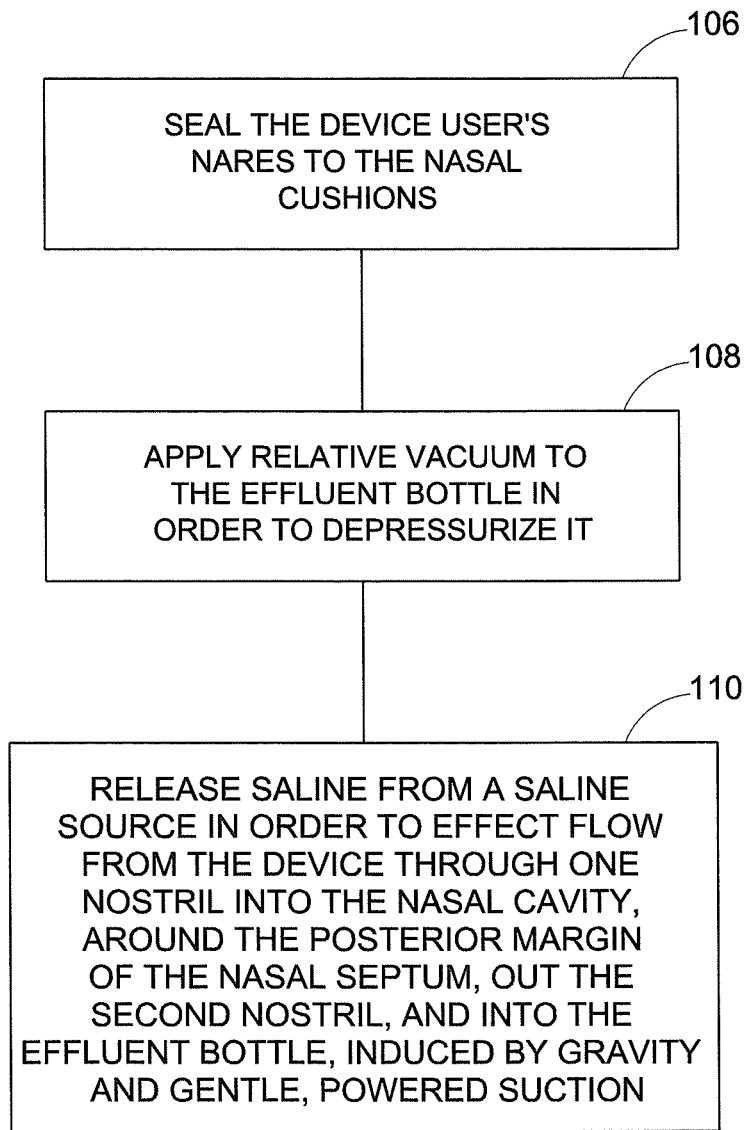 106
SEAL THE DEVICE USER'S
NARES TO THE NASAL
CUSHIONS
108
APPLY RELATIVE VACUUM TO
THE EFFLUENT BOTTLE IN
ORDER TO DEPRESSURIZE IT
110
RELEASE SALINE FROM A SALINE
SOURCE IN ORDER TO EFFECT FLOW
FROM THE DEVICE THROUGH ONE
NOSTRIL INTO THE NASAL CAVITY,
AROUND THE POSTERIOR MARGIN
OF THE NASAL SEPTUM, OUT THE
SECOND NOSTRIL, AND INTO THE
EFFLUENT BOTTLE, INDUCED BY GRAVITY
AND GENTLE, POWERED SUCTION